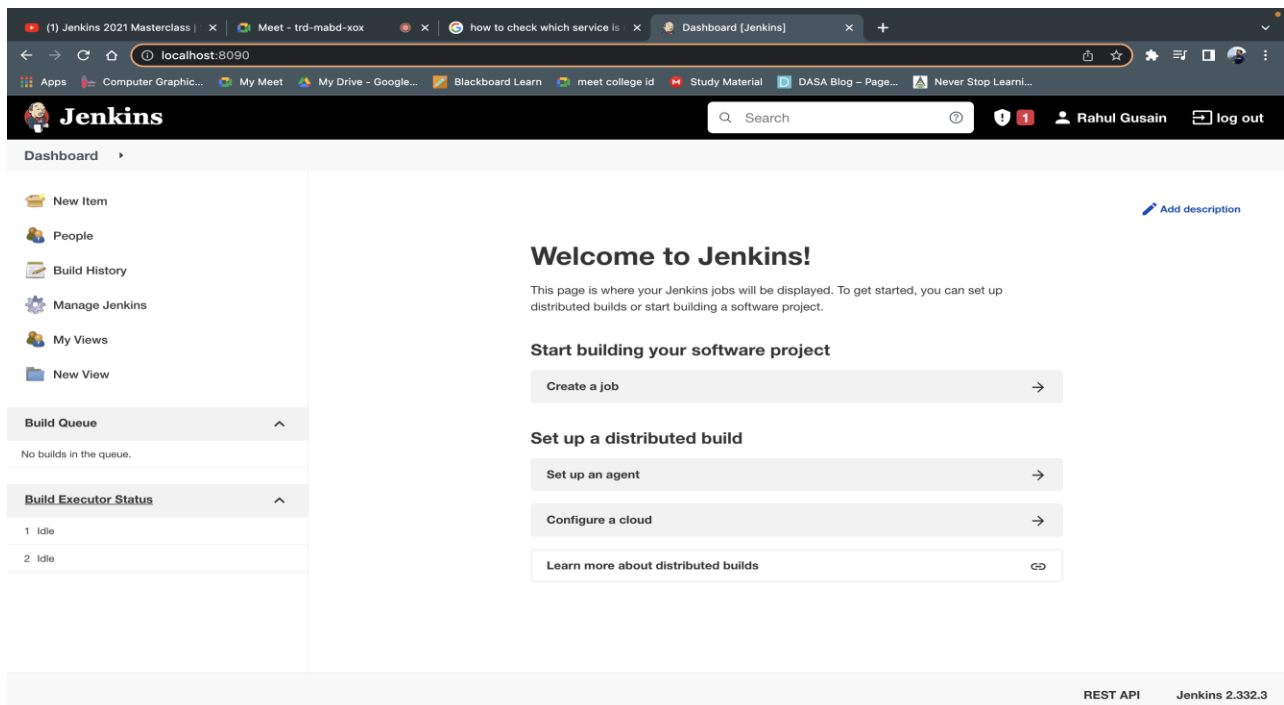 (1) Jenkins 2021 Masterclass |
Meet - trd-mabd-xox
how to check which service is
Dashboard [Jenkins]
localhost:8090
Apps
Computer Graphic...
My Meet
My Drive - Google...
Blackboard Learn
meet college id
Study Material
DASA Blog – Page...
Never Stop Learni...
Jenkins
Search
1
Rahul Gusain
log out
Dashboard
New Item
People
Build History
Manage Jenkins
My Views
New View
Build Queue
No builds in the queue.
Build Executor Status
1 Idle
2 Idle
Add description
Welcome to Jenkins!
This page is where your Jenkins jobs will be displayed. To get started, you can set up
distributed builds or start building a software project.
Start building your software project
Create a job
Set up a distributed build
Set up an agent
Configure a cloud
Learn more about distributed builds
REST API
Jenkins 2.332.3